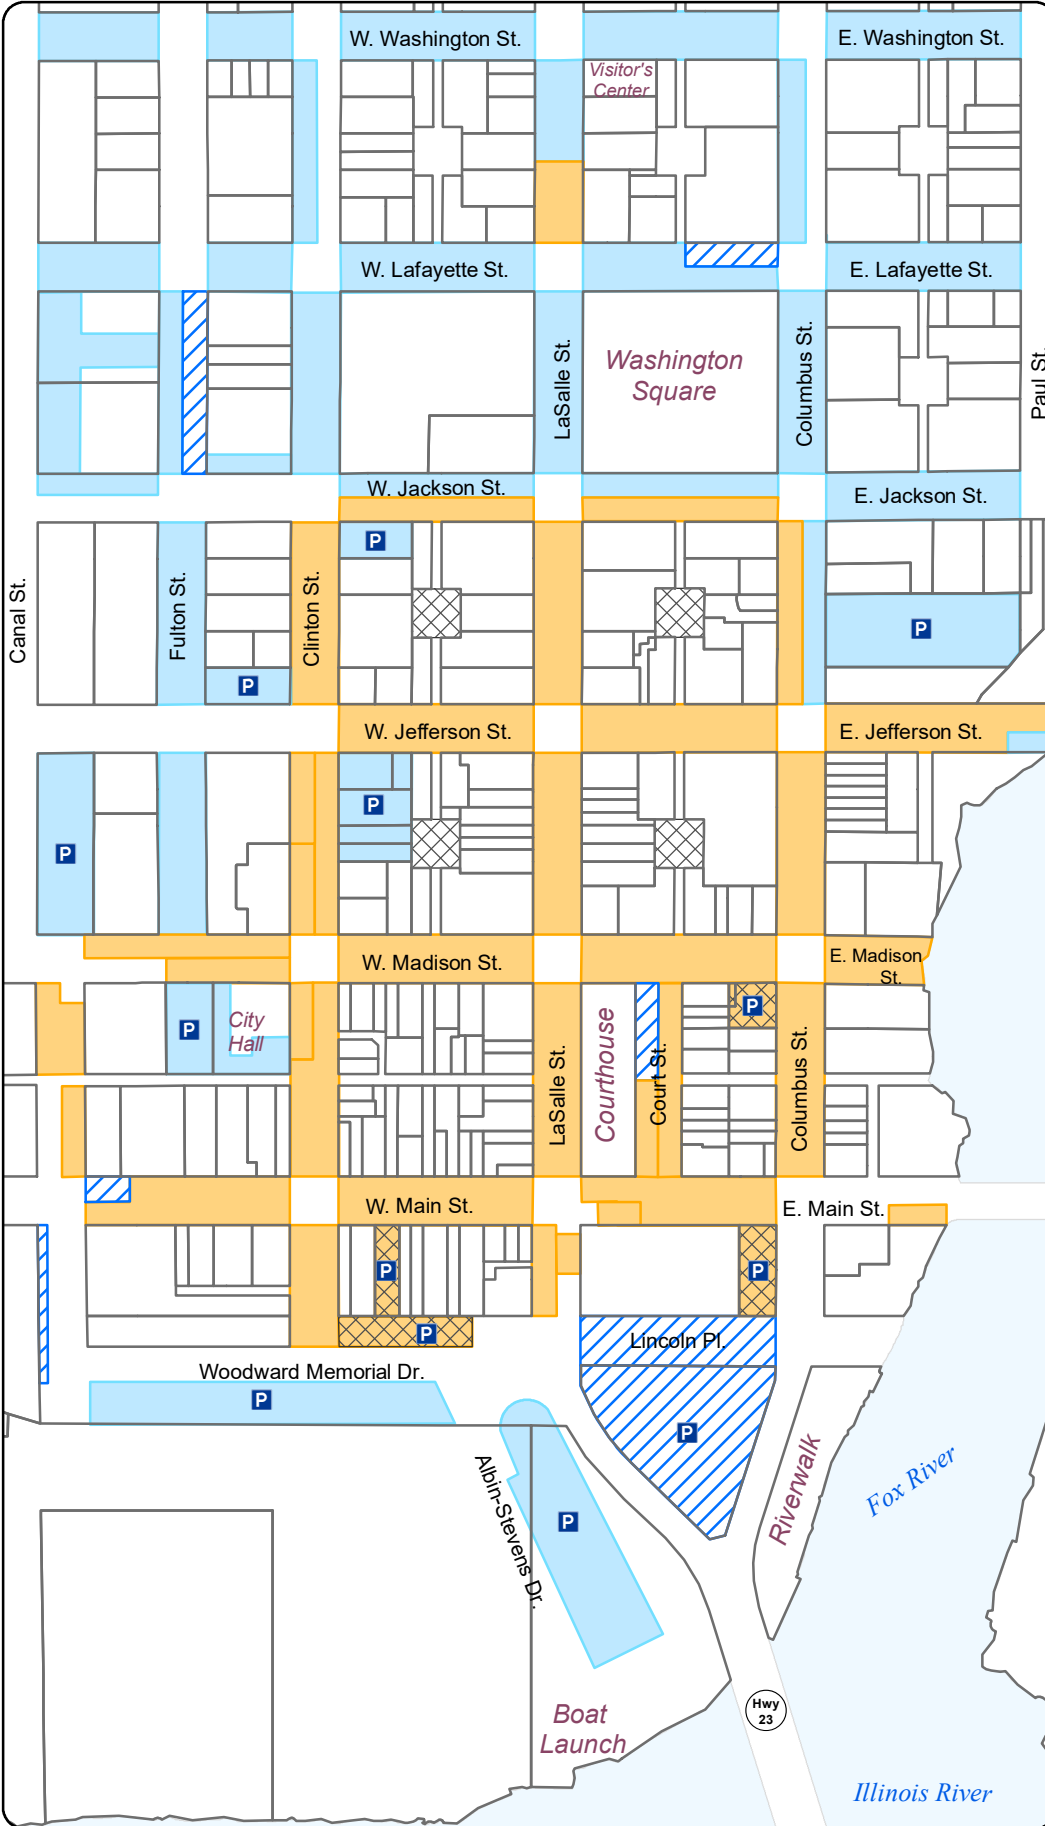 W. Washington St.
E. Washington St.
Visitor's
Center
W. Lafayette St.
E. Lafayette St.
LaSalle St.
Washington
Square
Columbus St.
Paul St.
W. Jackson St.
E. Jackson St.
P
P
Canal St.
Fulton St.
Clinton St.
P
W. Jefferson St.
E. Jefferson St.
P
P
W. Madison St.
E. Madison
St.
P
City
Hall
P
LaSalle St.
Courthouse
Court St.
Columbus St.
W. Main St.
E. Main St.
P
P
P
Lincoln Pl.
Woodward Memorial Dr.
P
P
Albin-Stevens Dr.
P
Riverwalk
Fox River
Hwy
23
Boat
Launch
Illinois River